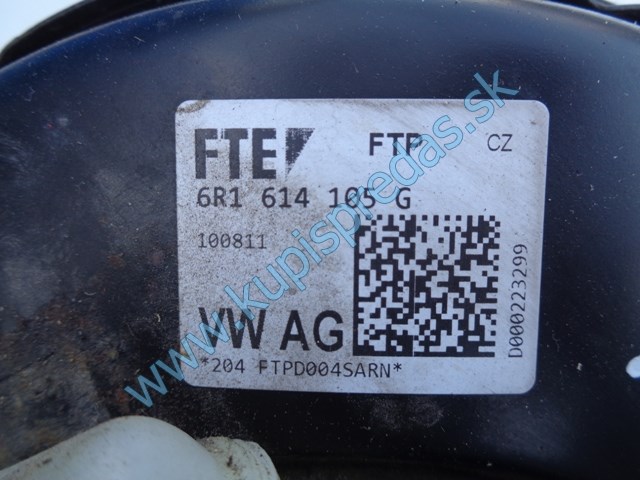 FTE FTP CZ
6R1 614 105 G
100811
VW AG
*204 FTPD004SARN*
D000223299
www.kupispredas.sk